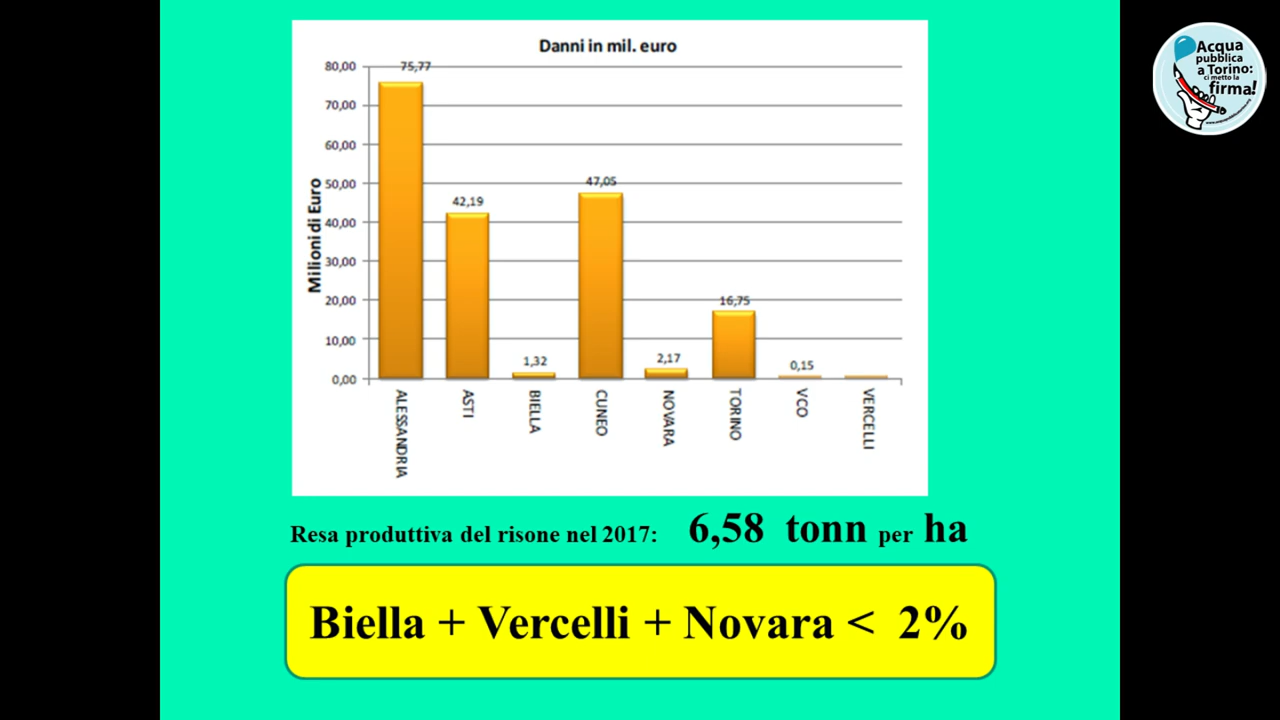 Danni in mil. euro
Milioni di Euro
80,00
70,00
60,00
50,00
40,00
30,00
20,00
10,00
0,00
75,77
42,19
1,32
47,05
2,17
16,75
0,15
ALESSANDRIA
ASTI
BIELLA
CUNEO
NOVARA
TORINO
VCO
VERCELLI
Resa produttiva del risone nel 2017: 6,58 tonn per ha
Biella + Vercelli + Novara < 2%
Acqua
pubblica
a Torino:
ci metto la
firma!